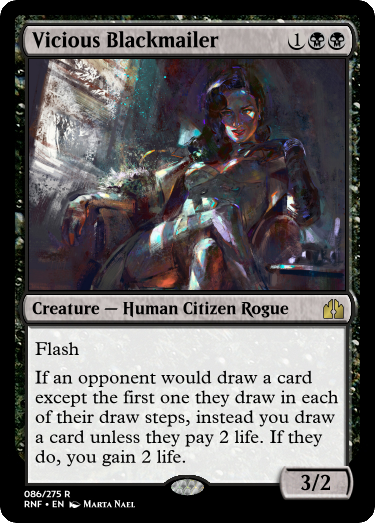 Vicious Blackmailer 1
Creature — Human Citizen Rogue
Flash
If an opponent would draw a card
except the first one they draw in each
of their draw steps, instead you draw
a card unless they pay 2 life. If they
do, you gain 2 life.
3/2
086/275 R
RNF • EN Marta Nael